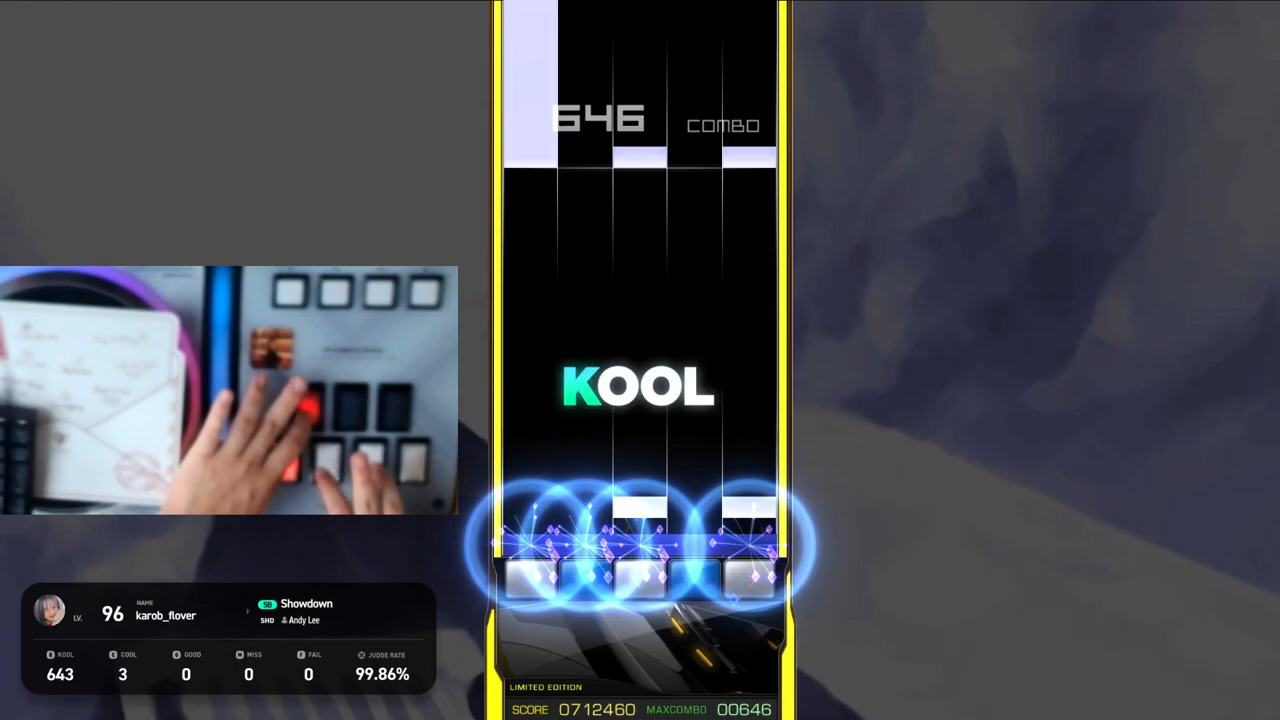 646 COMBO
KOOL
LV. 96 NAME karob_flover
5B Showdown
SHD Andy Lee
K KOOL C COOL G GOOD M MISS F FAIL JUDGE RATE
643 3 0 0 0 99.86%
LIMITED EDITION
SCORE 0712460 MAXCOMBO 00646